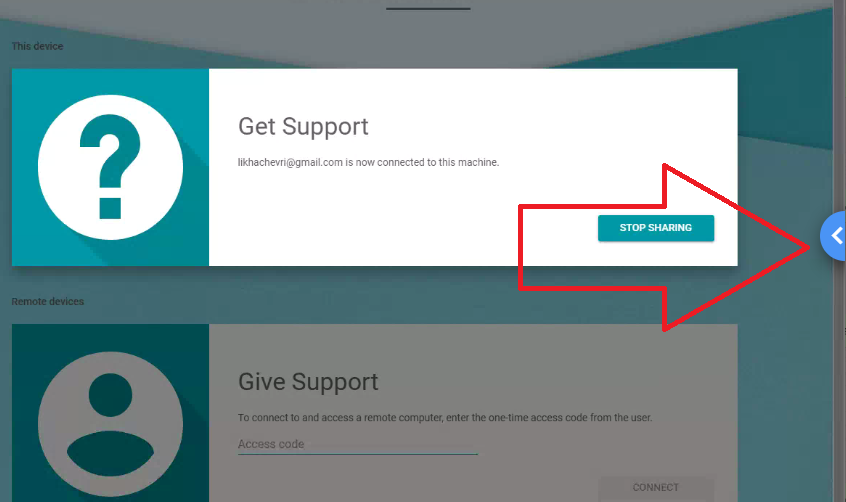 This device
Get Support
likhachevri@gmail.com is now connected to this machine.
STOP SHARING
Remote devices
Give Support
To connect to and access a remote computer, enter the one-time access code from the user.
Access code
CONNECT